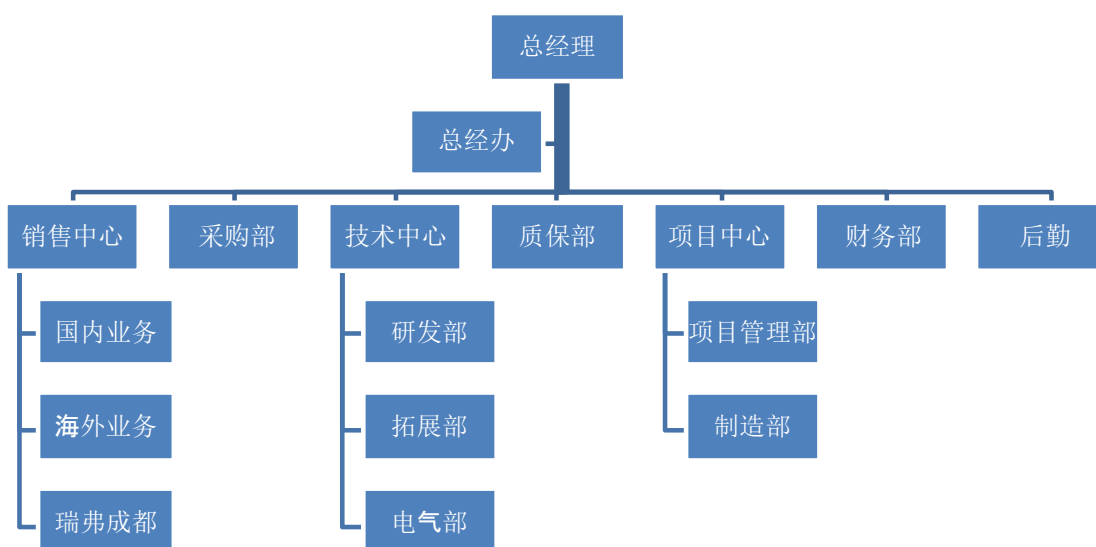 总经理
总经办
销售中心
采购部
技术中心
质保部
项目中心
财务部
后勤
国内业务
研发部
项目管理部
海外业务
拓展部
制造部
瑞弗成都
电气部